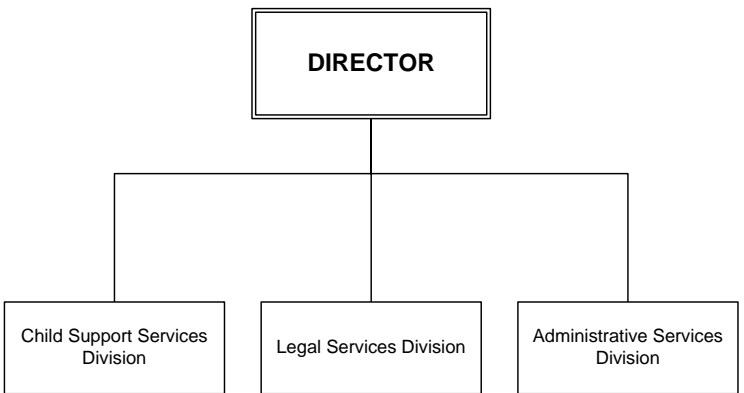 DIRECTOR
Child Support Services
Division
Legal Services Division
Administrative Services
Division